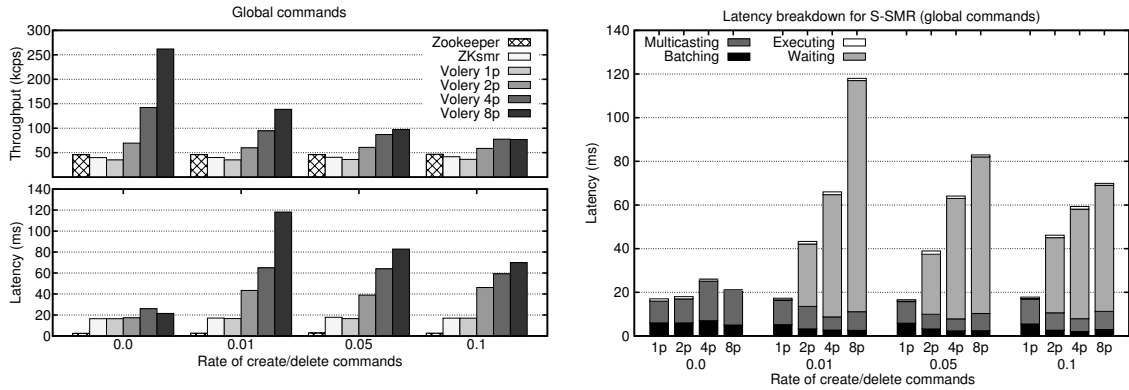 Global commands
Throughput (kcps)
300
250
200
150
100
50
Zookeeper
ZKsmr
Volery 1p
Volery 2p
Volery 4p
Volery 8p
Latency (ms)
140
120
100
80
60
40
20
0
0.0 0.01 0.05 0.1
Rate of create/delete commands
Latency breakdown for S-SMR (global commands)
Latency (ms)
140
120
100
80
60
40
20
0
Multicasting
Batching
Executing
Waiting
1p 2p 4p 8p 1p 2p 4p 8p 1p 2p 4p 8p 1p 2p 4p 8p
0.0 0.01 0.05 0.1
Rate of create/delete commands